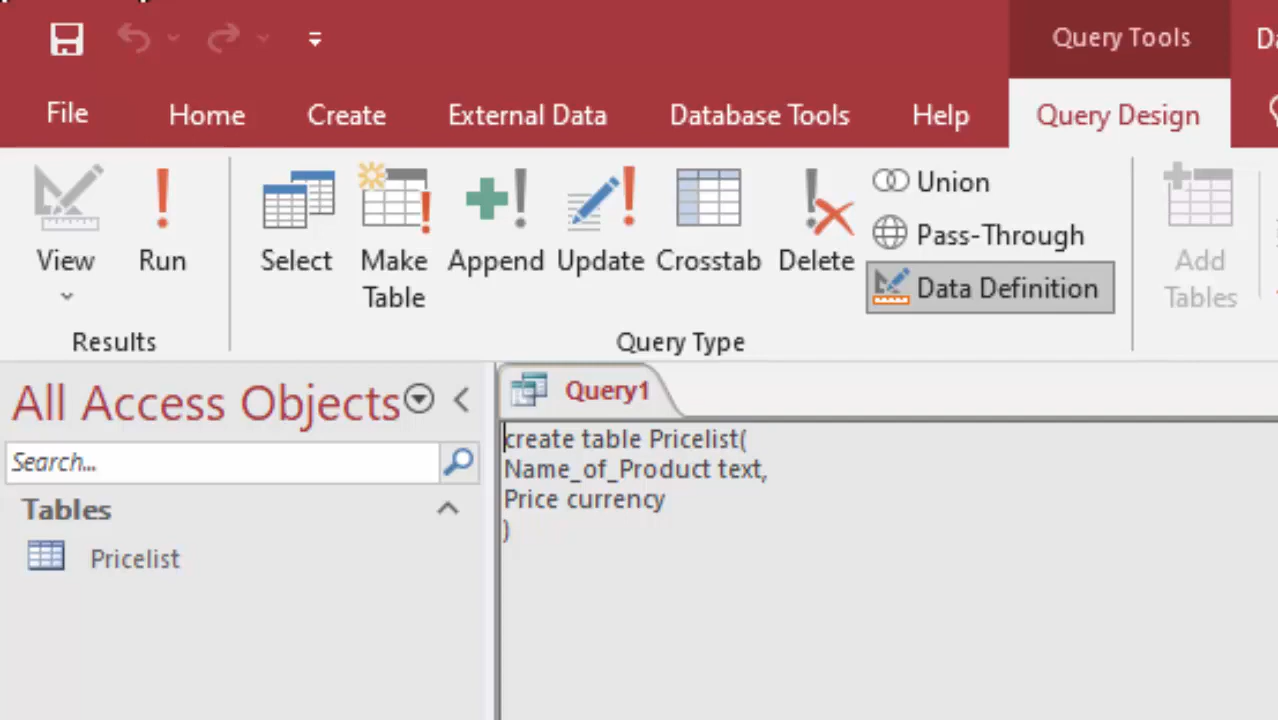 Query Tools
File Home Create External Data Database Tools Help Query Design
View Run Select Make Table Append Update Crosstab Delete
Union
Pass-Through
Data Definition
Add Tables
Results
Query Type
All Access Objects
Search...
Tables
Pricelist
Query1
create table Pricelist(
Name_of_Product text,
Price currency
)